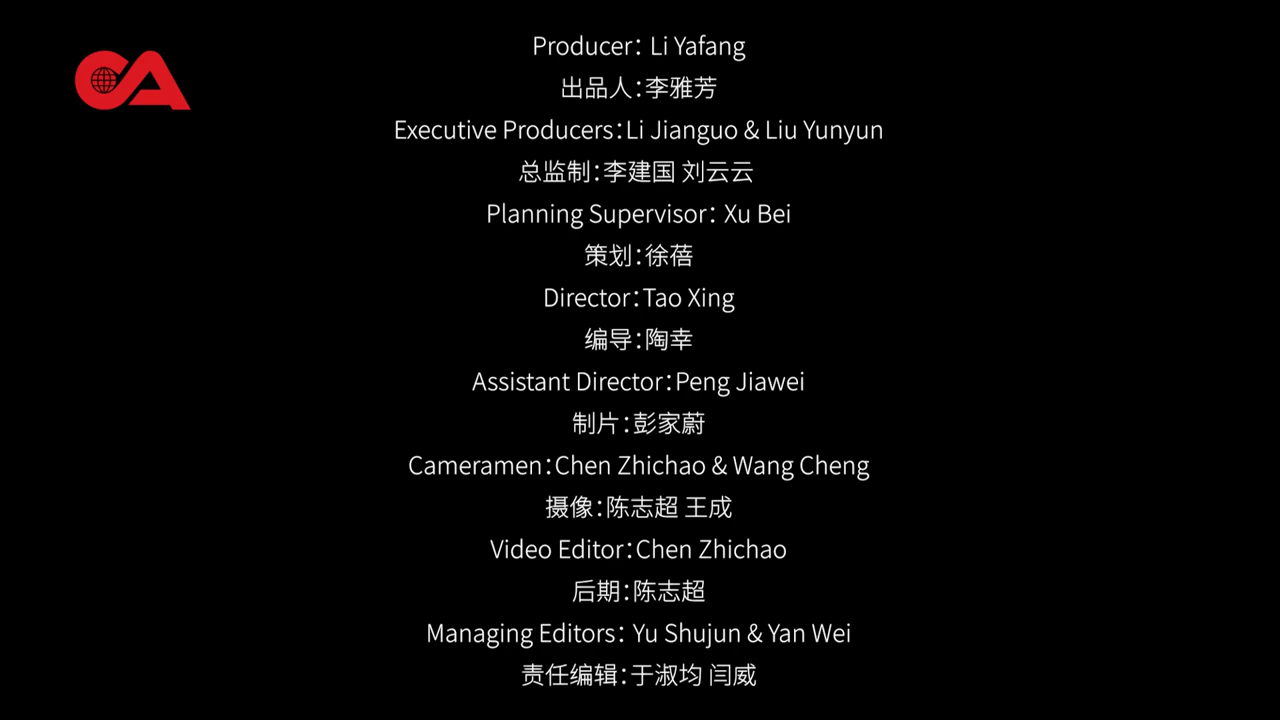 CA
Producer: Li Yafang
出品人:李雅芳
Executive Producers:Li Jianguo & Liu Yunyun
总监制:李建国 刘云云
Planning Supervisor: Xu Bei
策划:徐蓓
Director:Tao Xing
编导:陶幸
Assistant Director:Peng Jiawei
制片:彭家蔚
Cameramen:Chen Zhichao & Wang Cheng
摄像:陈志超 王成
Video Editor:Chen Zhichao
后期:陈志超
Managing Editors: Yu Shujun & Yan Wei
责任编辑:于淑均 闫威